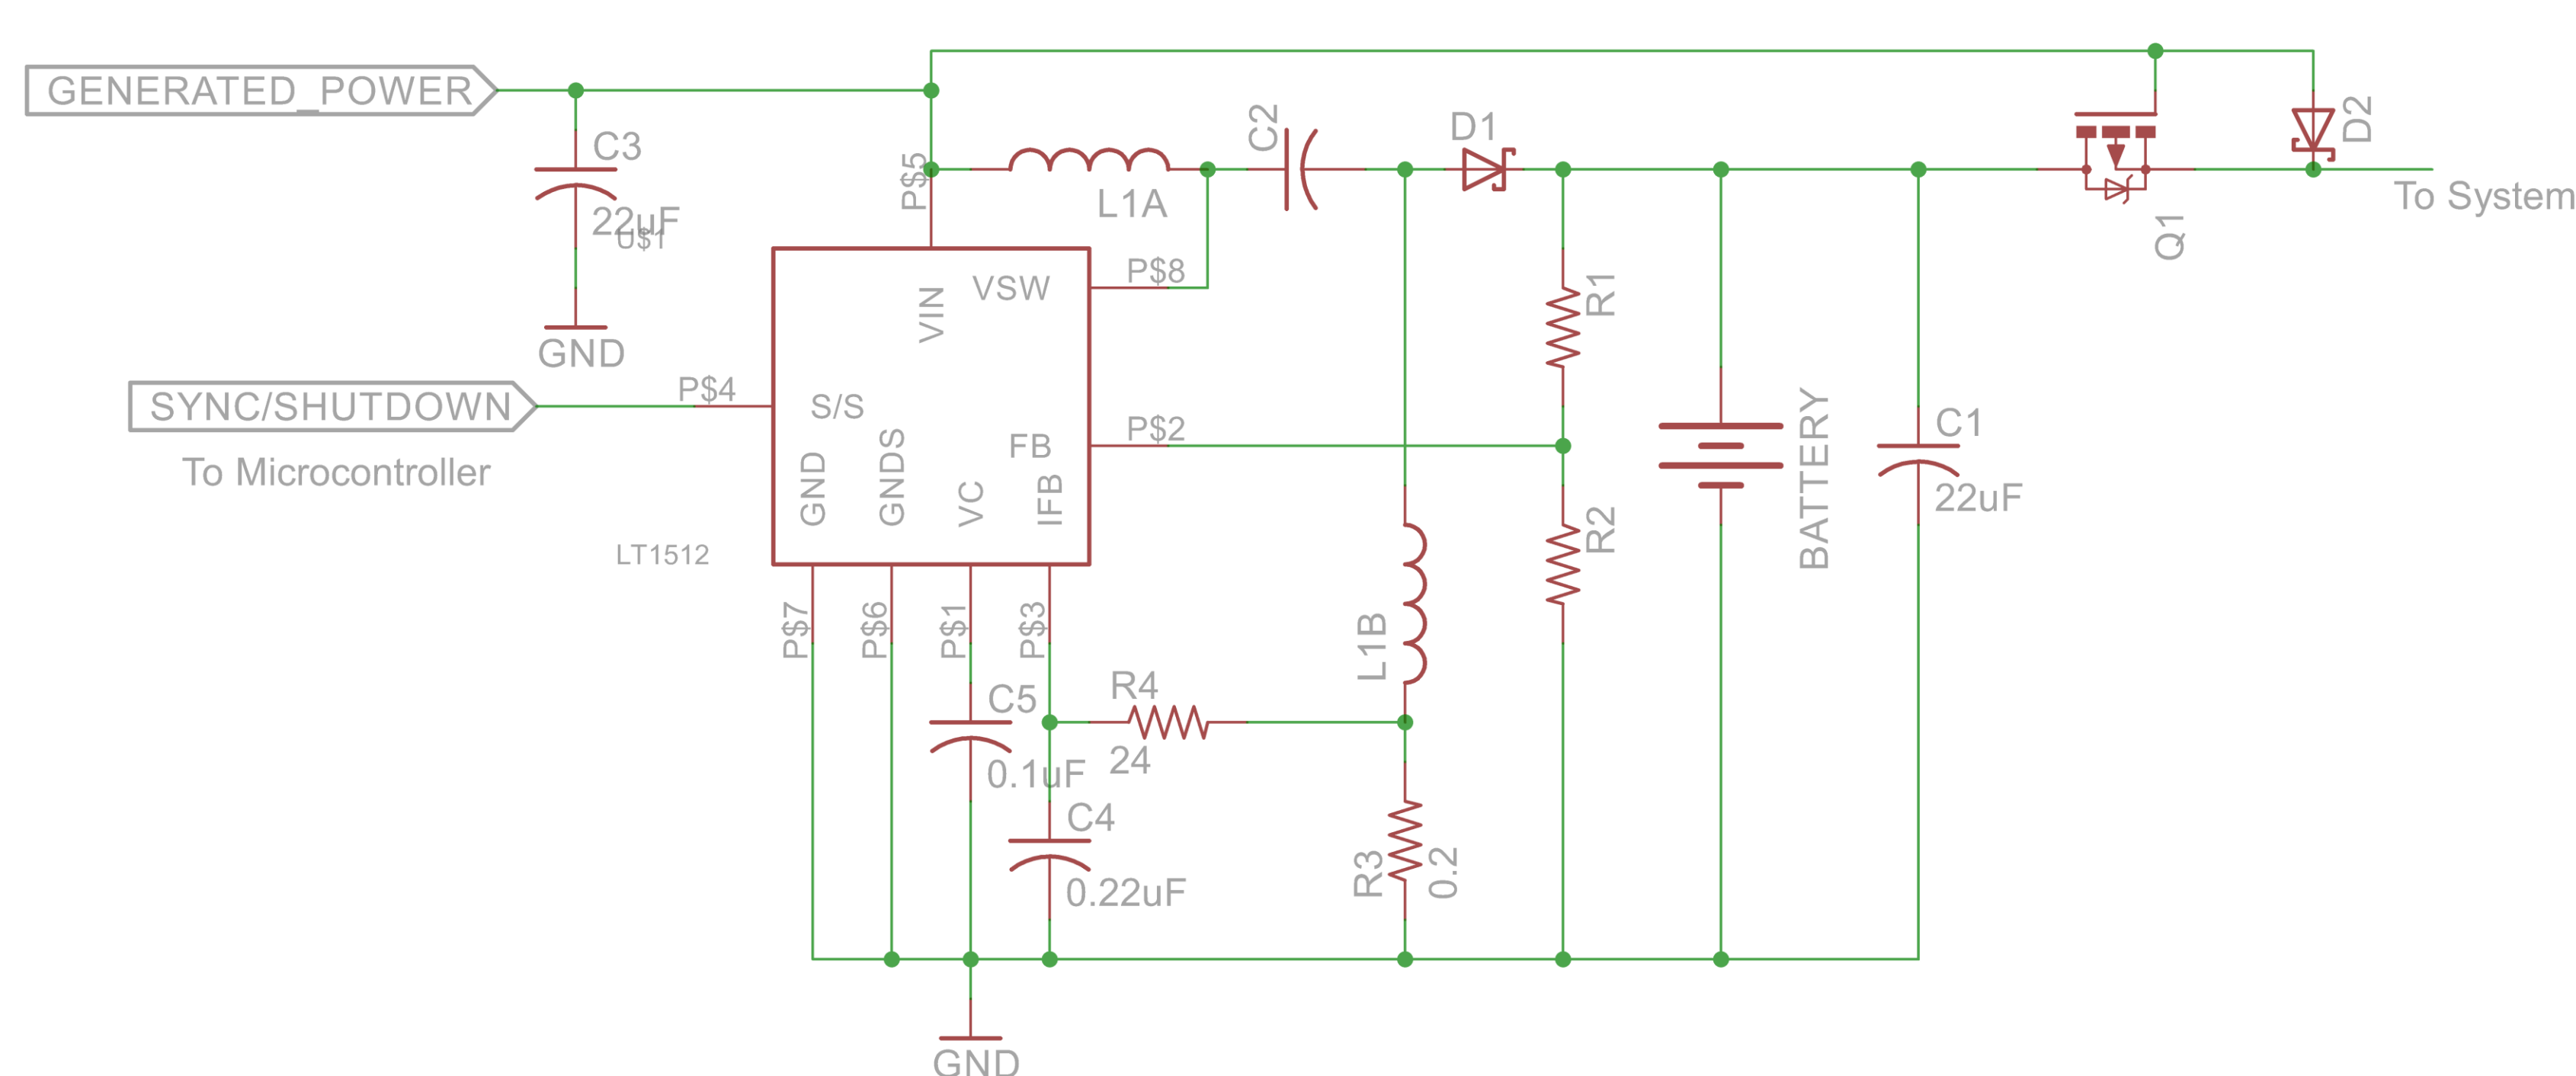 GENERATED_POWER
C3
22uF
U$1
GND
SYNC/SHUTDOWN
To Microcontroller
P$4
LT1512
P$5
VIN
VSW
S/S
FB
GND
GNDS
VC
IFB
P$8
P$2
P$7
P$6
P$1
P$3
L1A
C2
D1
R1
R2
BATTERY
C1
22uF
Q1
D2
To System
L1B
C5
0.1uF
R4
24
C4
0.22uF
R3
0.2
GND